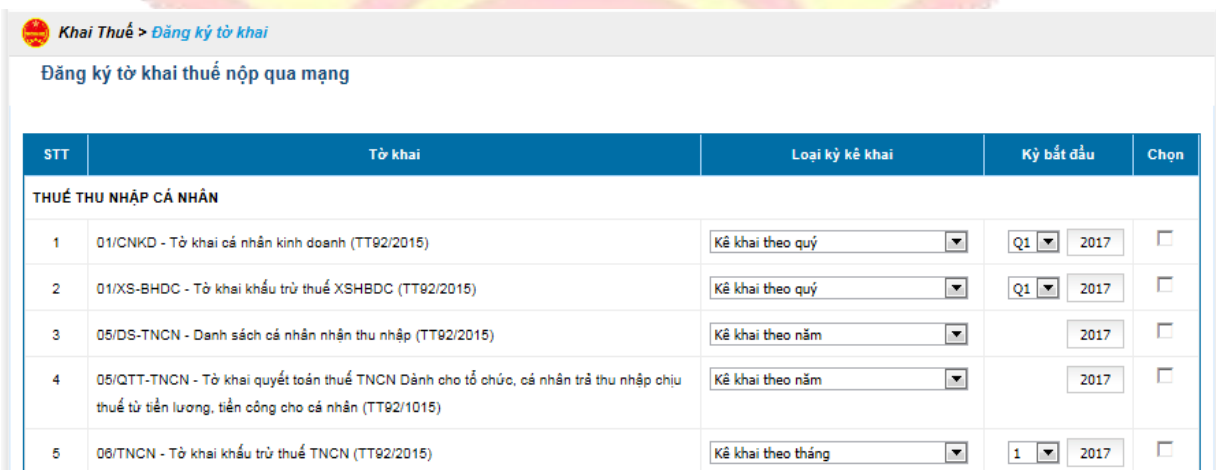 Khai Thuế > Đăng ký tờ khai
Đăng ký tờ khai thuế nộp qua mạng
STT Tờ khai Loại kỳ kê khai Kỳ bắt đầu Chọn
THUẾ THU NHẬP CÁ NHÂN
1 01/CNKD - Tờ khai cá nhân kinh doanh (TT92/2015) Kê khai theo quý Q1 2017
2 01/XS-BHDC - Tờ khai khấu trừ thuế XSHBDC (TT92/2015) Kê khai theo quý Q1 2017
3 05/DS-TNCN - Danh sách cá nhân nhận thu nhập (TT92/2015) Kê khai theo năm 2017
4 05/QTT-TNCN - Tờ khai quyết toán thuế TNCN Dành cho tổ chức, cá nhân trả thu nhập chịu Kê khai theo năm 2017
thuế từ tiền lương, tiền công cho cá nhân (TT92/1015)
5 06/TNCN - Tờ khai khấu trừ thuế TNCN (TT92/2015) Kê khai theo tháng 1 2017